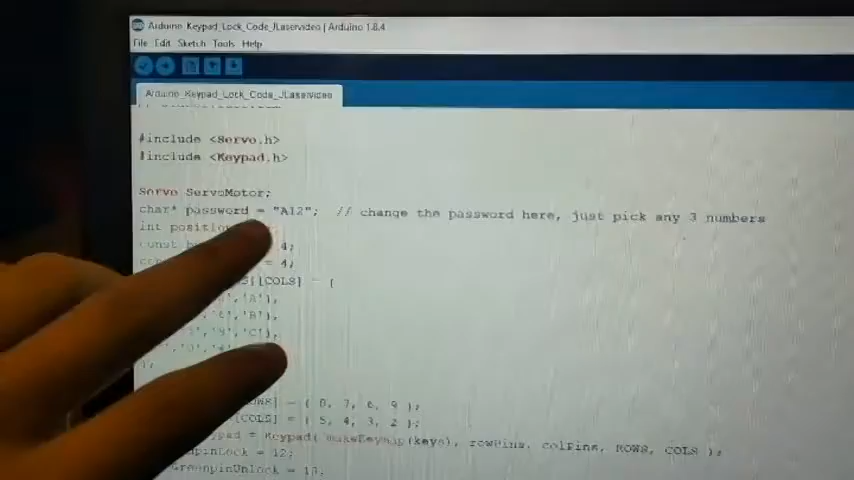 Arduino_Keypad_Lock_Code_JLaservideo | Arduino 1.8.4
File Edit Sketch Tools Help
Arduino_Keypad_Lock_Code_JLaservideo
#include <Servo.h>
#include <Keypad.h>
Servo ServoMotor;
char* password = "A12"; // change the password here, just pick any 3 numbers
int position
4;
= 4;
[COLS] = {
'A'},
'B'},
'9','C'},
};
= { 8, 7, 6, 9 };
[COLS] = { 5, 4, 3, 2 };
= Keypad( makeKeymap(keys), rowPins, colPins, ROWS, COLS );
pinLock = 12;
GreenpinUnlock = 13;